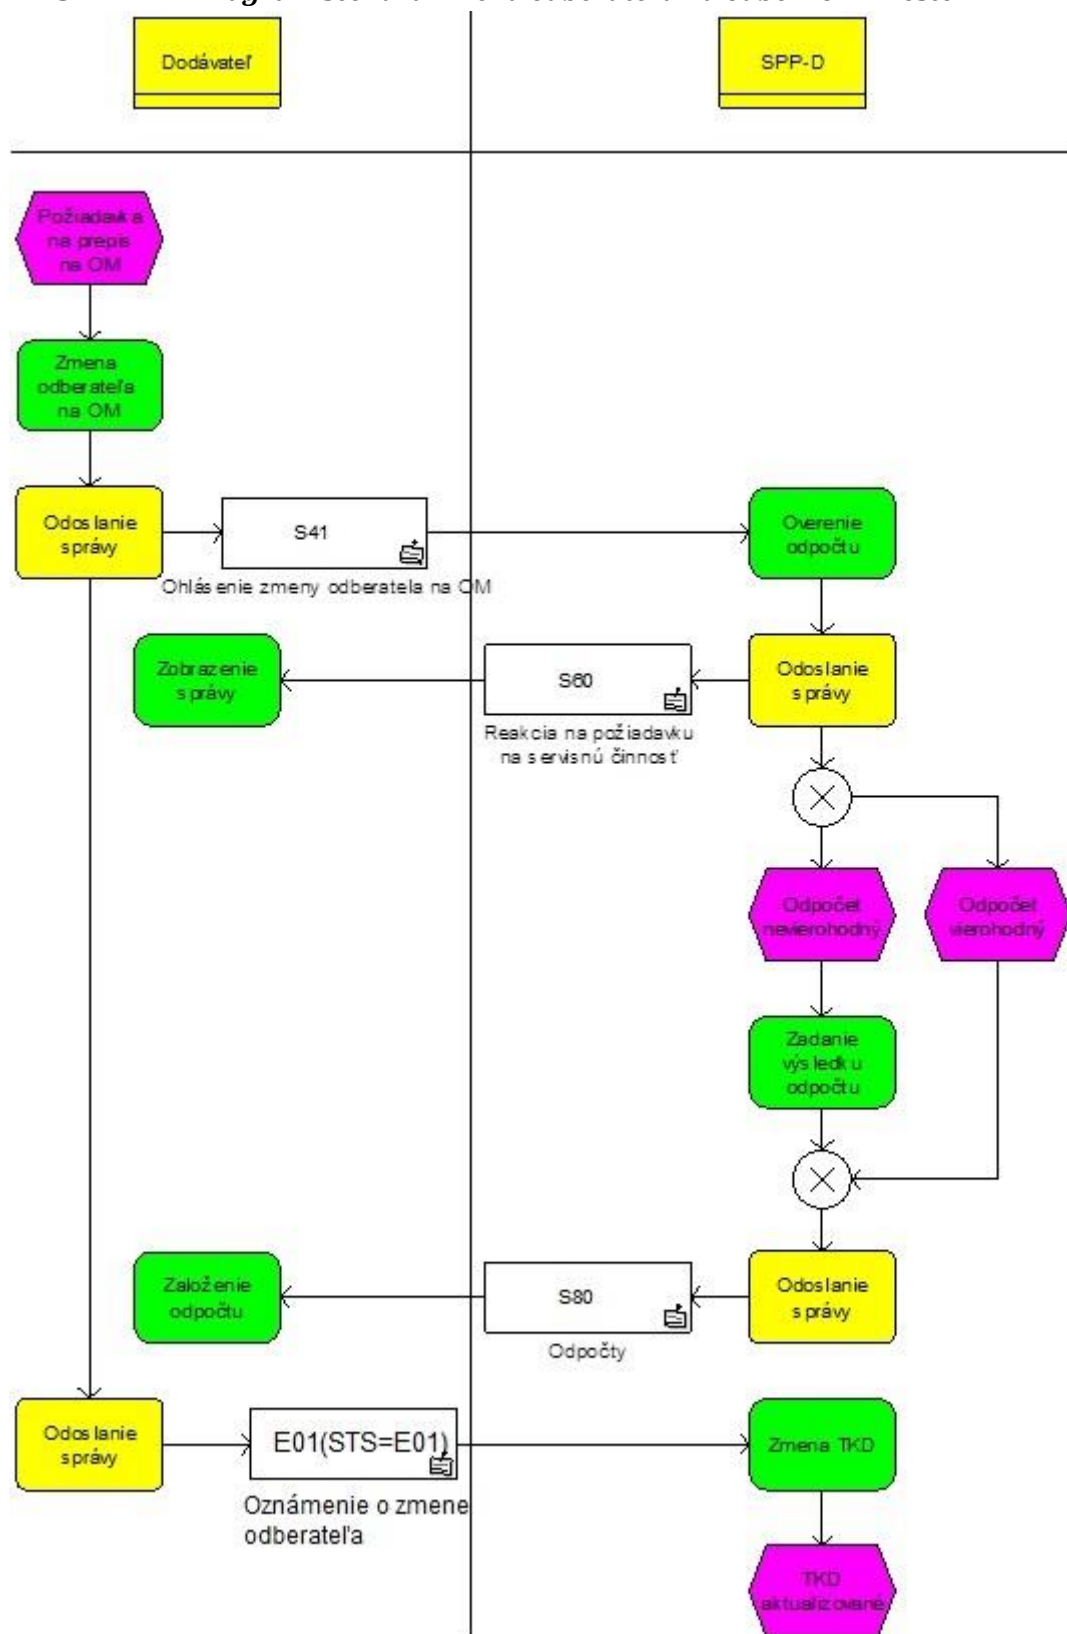 Dodávateľ
SPP-D
Požiadavka
na prepis
na OM
Zmena
odberateľa
na OM
Odoslanie
správy
S41
Ohlásenie zmeny odberatela na OM
Overenie
odpočtu
Zobrazenie
správy
S60
Reakcia na požiadavku
na servisnú činnosť
Odoslanie
správy
Odpočet
nevierohodný
Odpočet
vierohodný
Zadanie
výsledku
odpočtu
Založenie
odpočtu
S80
Odpočty
Odoslanie
správy
Odoslanie
správy
E01(STS=E01)
Oznámenie o zmene
odberateľa
Zmena TKD
TKD
aktualizované